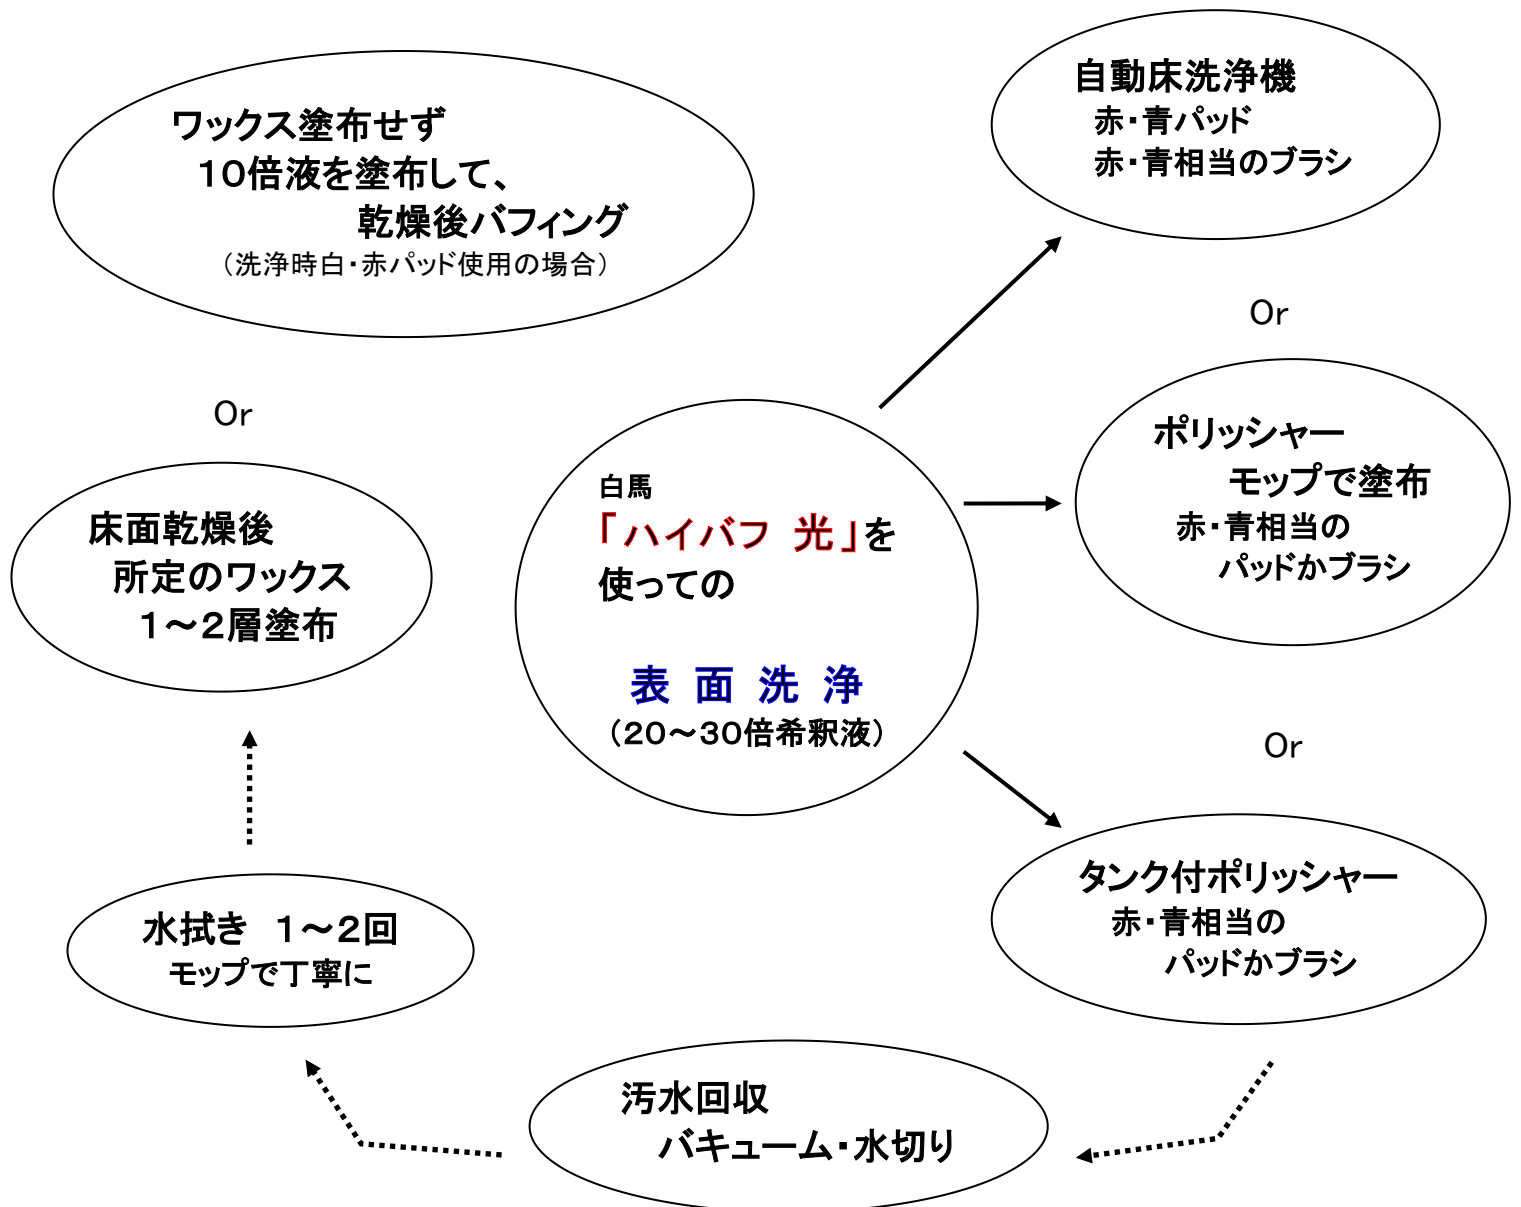 白馬
「ハイバフ 光」を
使っての
表 面 洗 浄
（２０～３０倍希釈液）
自動床洗浄機
赤・青パッド
赤・青相当のブラシ
Or
ポリッシャー
モップで塗布
赤・青相当の
パッドかブラシ
Or
タンク付ポリッシャー
赤・青相当の
パッドかブラシ
汚水回収
バキューム・水切り
水拭き １～２回
モップで丁寧に
床面乾燥後
所定のワックス
１～２層塗布
Or
ワックス塗布せず
１０倍液を塗布して、
乾燥後バフィング
（洗浄時白・赤パッド使用の場合）